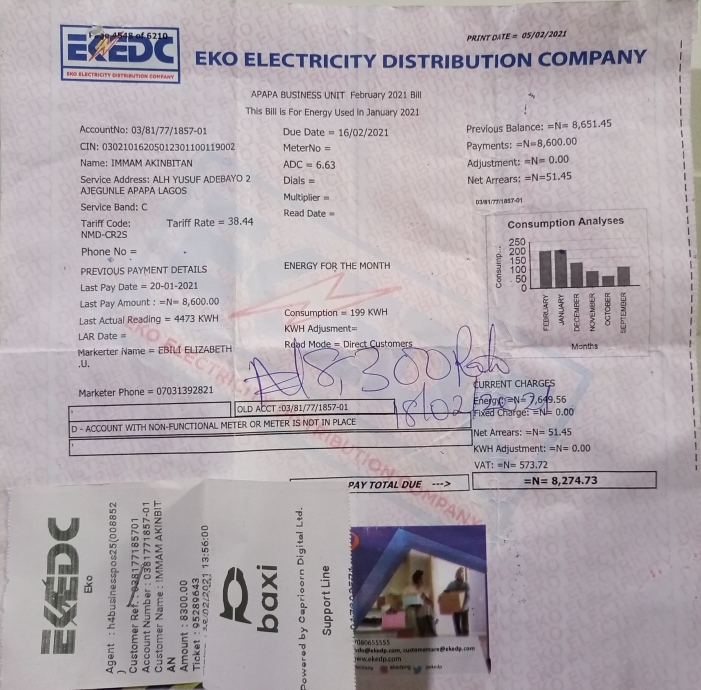 Page 4548 of 6210
EKEDC
EKO ELECTRICITY DISTRIBUTION COMPANY
PRINT DATE = 05/02/2021
EKO ELECTRICITY DISTRIBUTION COMPANY
APAPA BUSINESS UNIT February 2021 Bill
This Bill is For Energy Used in January 2021
AccountNo: 03/81/77/1857-01
CIN: 03021016205012301100119002
Name: IMMAM AKINBITAN
Service Address: ALH YUSUF ADEBAYO 2
AJEGUNLE APAPA LAGOS
Service Band: C
Tariff Code: Tariff Rate = 38.44
NMD-CR2S
Phone No =
PREVIOUS PAYMENT DETAILS
Last Pay Date = 20-01-2021
Last Pay Amount : =N= 8,600.00
Last Actual Reading = 4473 KWH
LAR Date =
Markerter Name = EBILI ELIZABETH
.U.
Marketer Phone = 07031392821
Due Date = 16/02/2021
MeterNo =
ADC = 6.63
Dials =
Multiplier =
Read Date =
ENERGY FOR THE MONTH
Consumption = 199 KWH
KWH Adjusment=
Read Mode = Direct Customers
Previous Balance: =N= 8,651.45
Payments: =N=8,600.00
Adjustment: =N= 0.00
Net Arrears: =N=51.45
03/81/77/1857-01
Consumption Analyses
Consump...
250
200
150
100
50
0
FEBRUARY
JANUARY
DECEMBER
NOVEMBER
OCTOBER
SEPTEMBER
Months
₦8,300
18/02
OLD ACCT :03/81/77/1857-01
D - ACCOUNT WITH NON-FUNCTIONAL METER OR METER IS NOT IN PLACE
CURRENT CHARGES
Energy: =N= 7,649.56
Fixed Charge: =N= 0.00
Net Arrears: =N= 51.45
KWH Adjustment: =N= 0.00
VAT: =N= 573.72
PAY TOTAL DUE ---> =N= 8,274.73
EKEDC
Eko
Agent : h4businesspos25(008852
)
Customer Ref.: 038177185701
Account Number : 0381771857-01
Customer Name : IMMAM AKINBIT
AN
Amount : 8300.00
Ticket : 95289643
18/02/2021 13:56:00
baxi
Powered by Capricorn Digital Ltd.
Support Line
info@ekedp.com, customercare@ekedp.com
www.ekedp.com